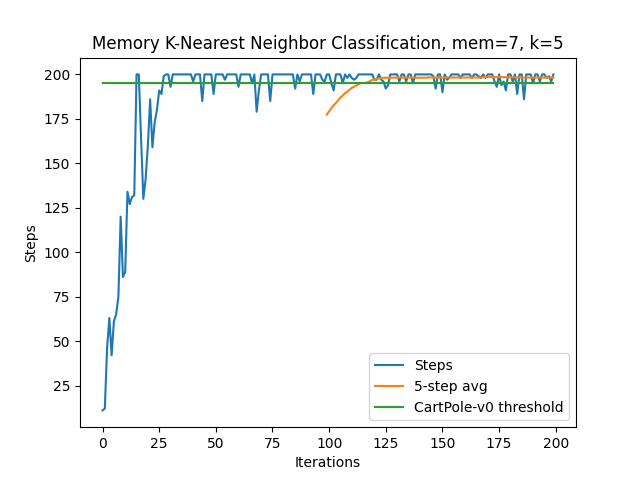 Memory K-Nearest Neighbor Classification, mem=7, k=5
200
175
150
125
100
75
50
25
Steps
0
25
50
75
100
125
150
175
200
Iterations
Steps
5-step avg
CartPole-v0 threshold